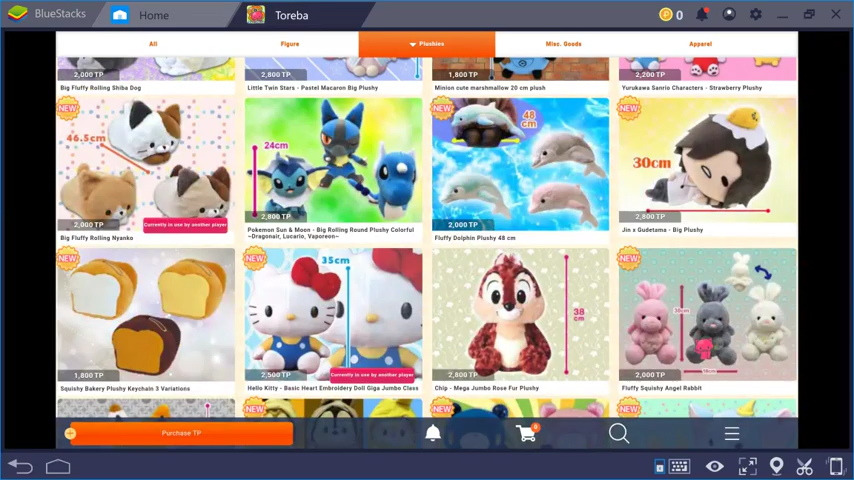 BlueStacks
Home
Toreba
0
All
Figure
Plushies
Misc. Goods
Apparel
2,000 TP
2,800 TP
1,800 TP
2,200 TP
Big Fluffy Rolling Shiba Dog
Little Twin Stars - Pastel Macaron Big Plushy
Minion cute marshmallow 20 cm plush
Yurukawa Sanrio Characters - Strawberry Plushy
NEW
46.5cm
2,000 TP
Currently in use by another player
Big Fluffy Rolling Nyanko
24cm
2,800 TP
Pokemon Sun & Moon - Big Rolling Round Plushy Colorful
~Dragonair, Lucario, Vaporeon~
NEW
48
cm
2,000 TP
Fluffy Dolphin Plushy 48 cm
NEW
30cm
2,800 TP
Jin x Gudetama - Big Plushy
NEW
1,800 TP
Squishy Bakery Plushy Keychain 3 Variations
NEW
35cm
2,500 TP
Currently in use by another player
Hello Kitty - Basic Heart Embroidery Doll Giga Jumbo Class
38
cm
2,800 TP
Chip - Mega Jumbo Rose Fur Plushy
NEW
2,000 TP
Fluffy Squishy Angel Rabbit
NEW
NEW
NEW
Purchase TP
0